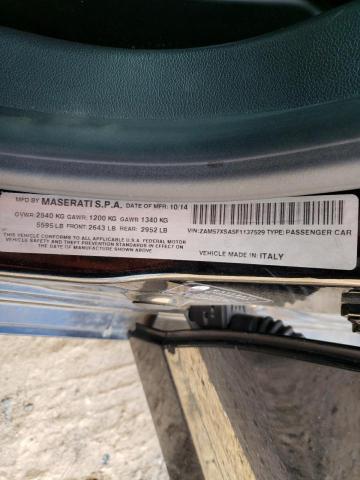 MFD BY MASERATI S.P.A. DATE OF MFR: 10/14
GVWR: 2540 KG GAWR: 1200 KG GAWR 1340 KG
5595 LB FRONT: 2643 LB REAR: 2952 LB
THIS VEHICLE CONFORMS TO ALL APPLICABLE U.S.A. FEDERAL MOTOR
VEHICLE SAFETY AND THEFT PREVENTION STANDARDS IN EFFECT
ON THE DATE OF MANUFACTURE SHOWN ABOVE
VIN: ZAM57XSA5F1137529 TYPE: PASSENGER CAR
VEHICLE MADE IN: ITALY